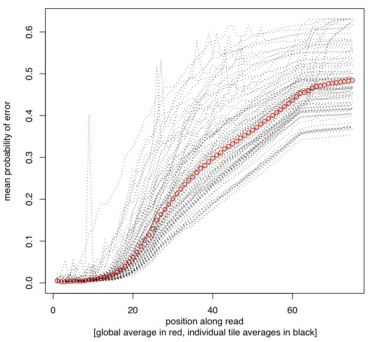 mean probability of error
0.6
0.5
0.4
0.3
0.2
0.1
0.0
0 20 40 60
position along read
[global average in red, individual tile averages in black]